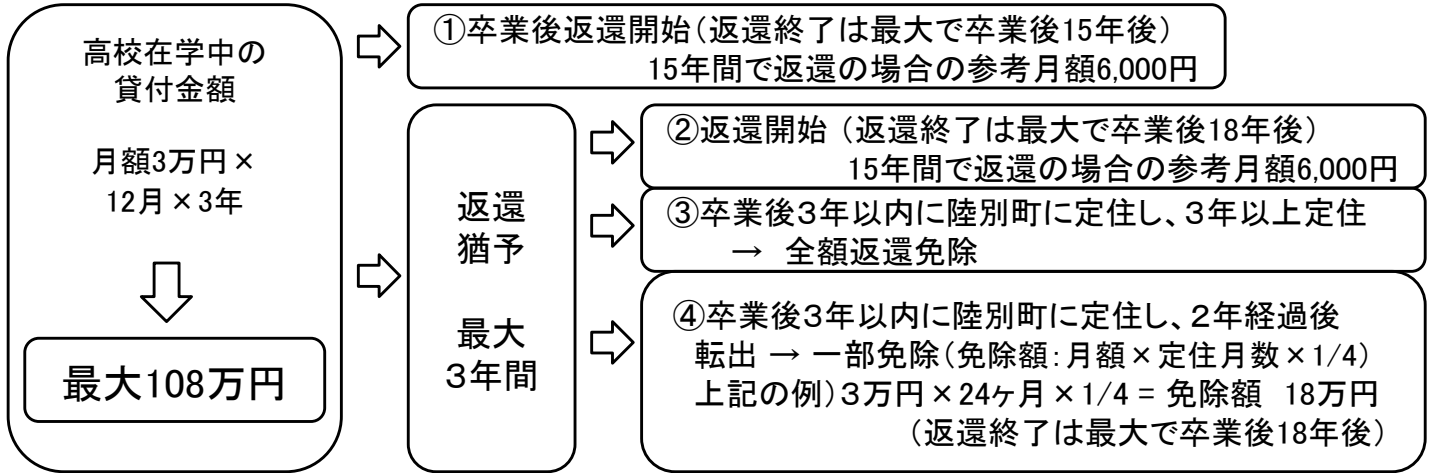 高校在学中の
貸付金額
月額3万円×
12月×3年
最大108万円
①卒業後返還開始(返還終了は最大で卒業後15年後)
15年間で返還の場合の参考月額6,000円
返還
猶予
最大
3年間
②返還開始 (返還終了は最大で卒業後18年後)
15年間で返還の場合の参考月額6,000円
③卒業後3年以内に陸別町に定住し、3年以上定住
→ 全額返還免除
④卒業後3年以内に陸別町に定住し、2年経過後
転出 → 一部免除(免除額:月額×定住月数×1/4)
上記の例)3万円×24ヶ月×1/4 = 免除額 18万円
(返還終了は最大で卒業後18年後)